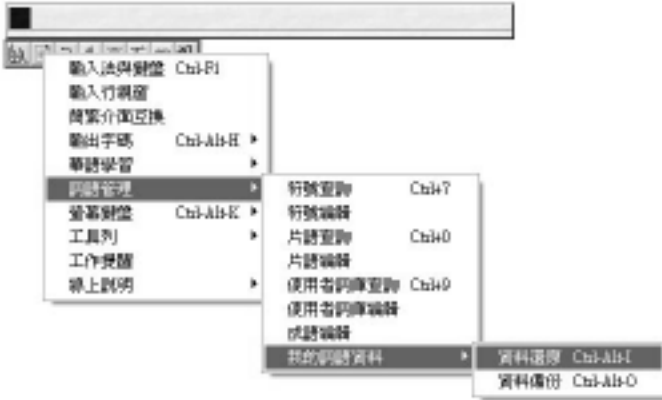 輸入法與鍵盤 Ctrl-F1
輸入行視窗
簡繁介面互換
輸出字碼 Ctrl-Alt-H
華語學習
詞語管理
螢幕鍵盤 Ctrl-Alt-K
工具列
工作提醒
線上說明
符號查詢 Ctrl+7
符號編輯
片語查詢 Ctrl+0
片語編輯
使用者詞庫查詢 Ctrl+9
使用者詞庫編輯
成語編輯
我的詞語資料
資料還原 Ctrl-Alt-I
資料備份 Ctrl-Alt-O